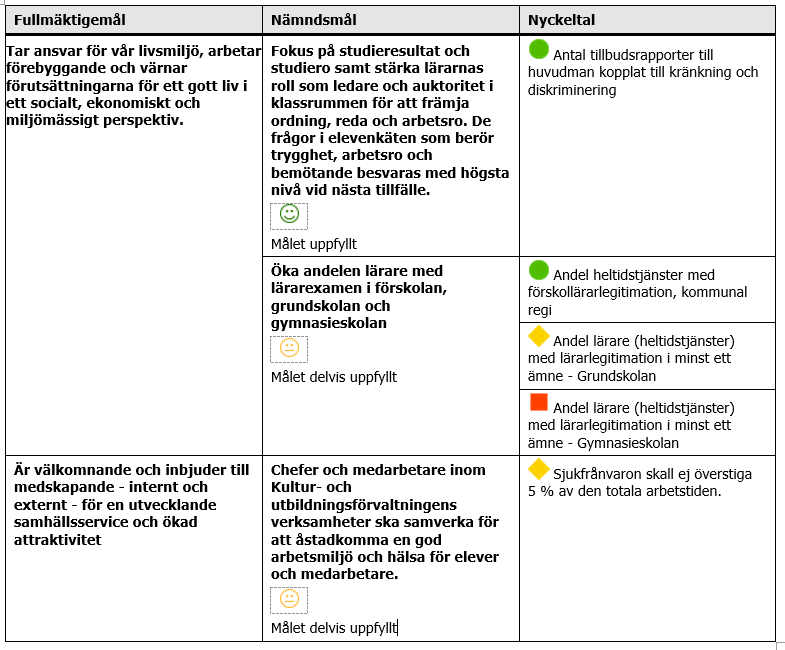 Fullmäktigemål
Nämndsmål
Nyckeltal
Tar ansvar för vår livsmiljö, arbetar
förebyggande och värnar
förutsättningarna för ett gott liv i
ett socialt, ekonomiskt och
miljömässigt perspektiv.
Fokus på studieresultat och
studiero samt stärka lärarnas
roll som ledare och auktoritet i
klassrummen för att främja
ordning, reda och arbetsro. De
frågor i elevenkäten som berör
trygghet, arbetsro och
bemötande besvaras med högsta
nivå vid nästa tillfälle.
Målet uppfyllt
Antal tillbudsrapporter till
huvudman kopplat till kränkning och
diskriminering
Öka andelen lärare med
lärarexamen i förskolan,
grundskolan och
gymnasieskolan
Målet delvis uppfyllt
Andel heltidstjänster med
förskollärarlegitimation, kommunal
regi
Andel lärare (heltidstjänster)
med lärarlegitimation i minst ett
ämne - Grundskolan
Andel lärare (heltidstjänster)
med lärarlegitimation i minst ett
ämne - Gymnasieskolan
Är välkomnande och inbjuder till
medskapande - internt och
externt - för en utvecklande
samhällsservice och ökad
attraktivitet
Chefer och medarbetare inom
Kultur- och
utbildningsförvaltningens
verksamheter ska samverka för
att åstadkomma en god
arbetsmiljö och hälsa för elever
och medarbetare.
Målet delvis uppfyllt
Sjukfrånvaron skall ej överstiga
5 % av den totala arbetstiden.